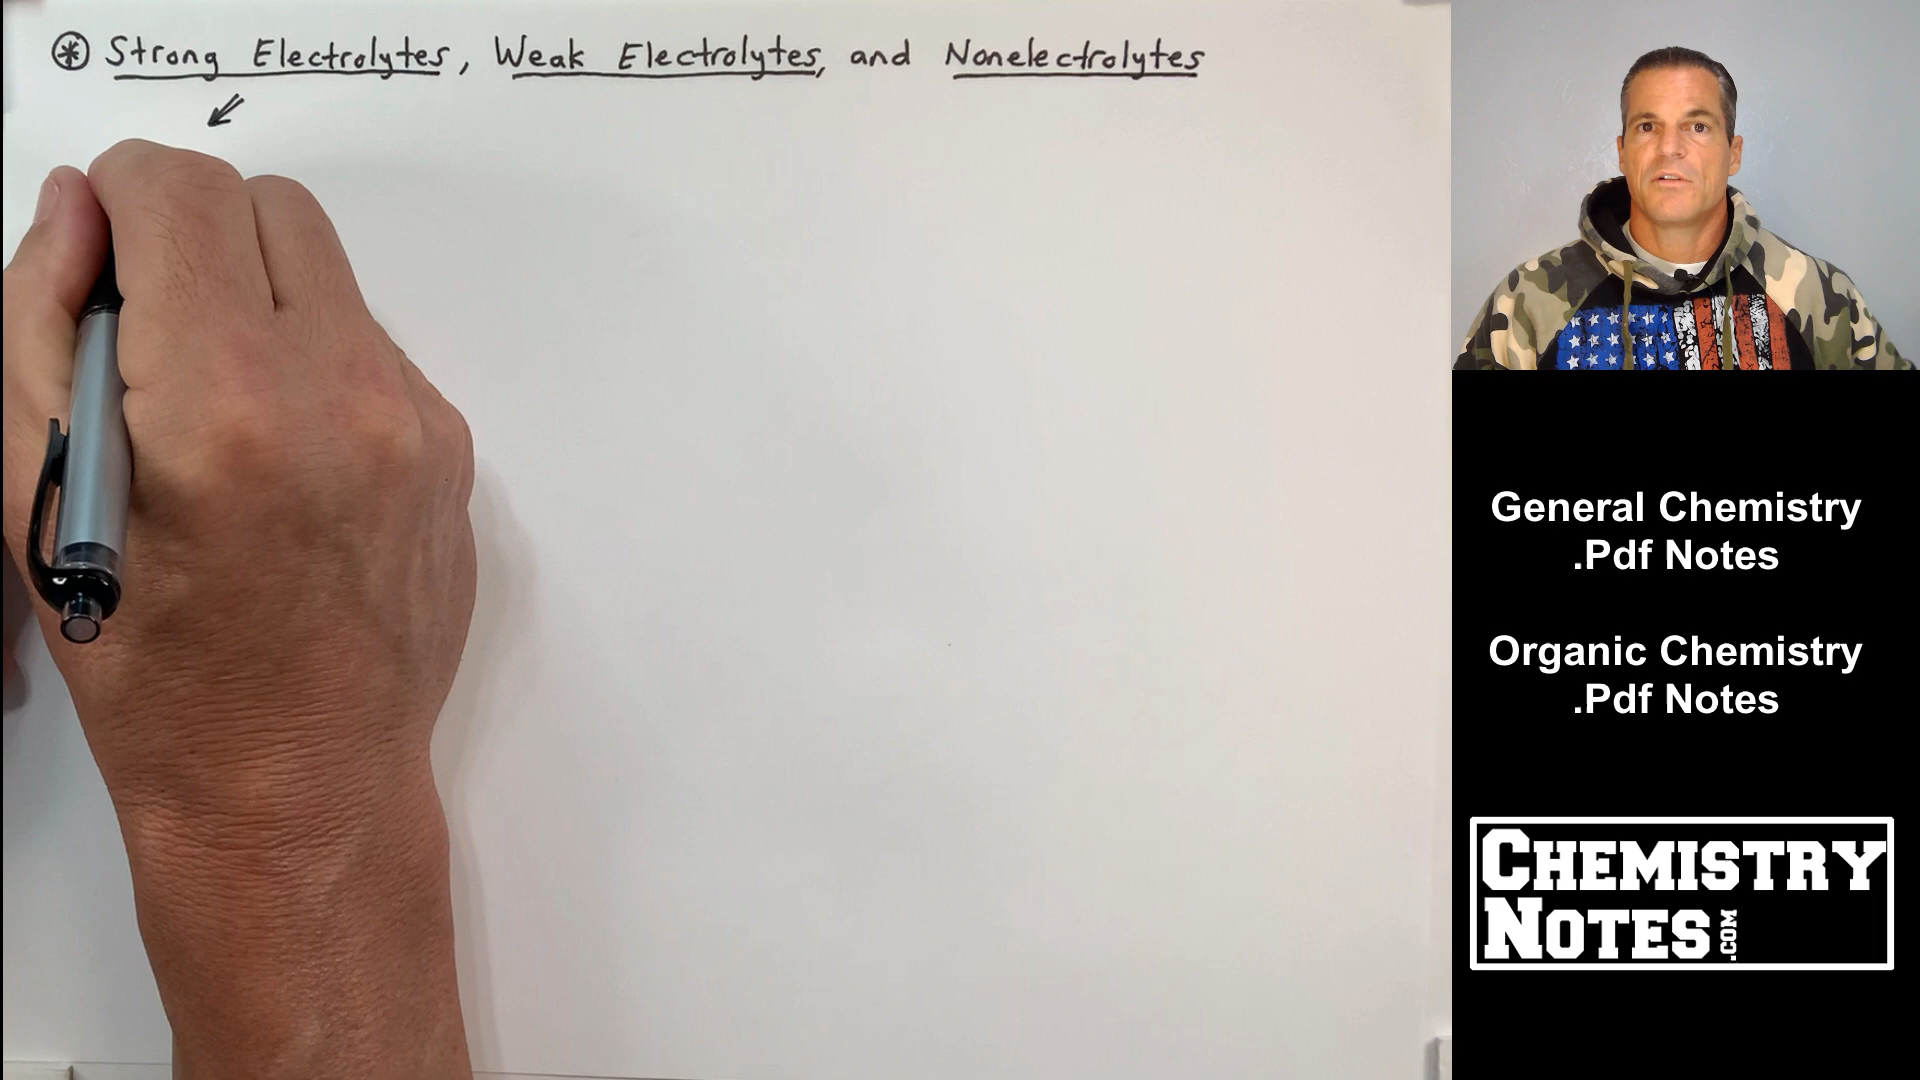 ⊛ Strong Electrolytes, Weak Electrolytes, and Nonelectrolytes
General Chemistry
.Pdf Notes
Organic Chemistry
.Pdf Notes
CHEMISTRY
NOTES.COM